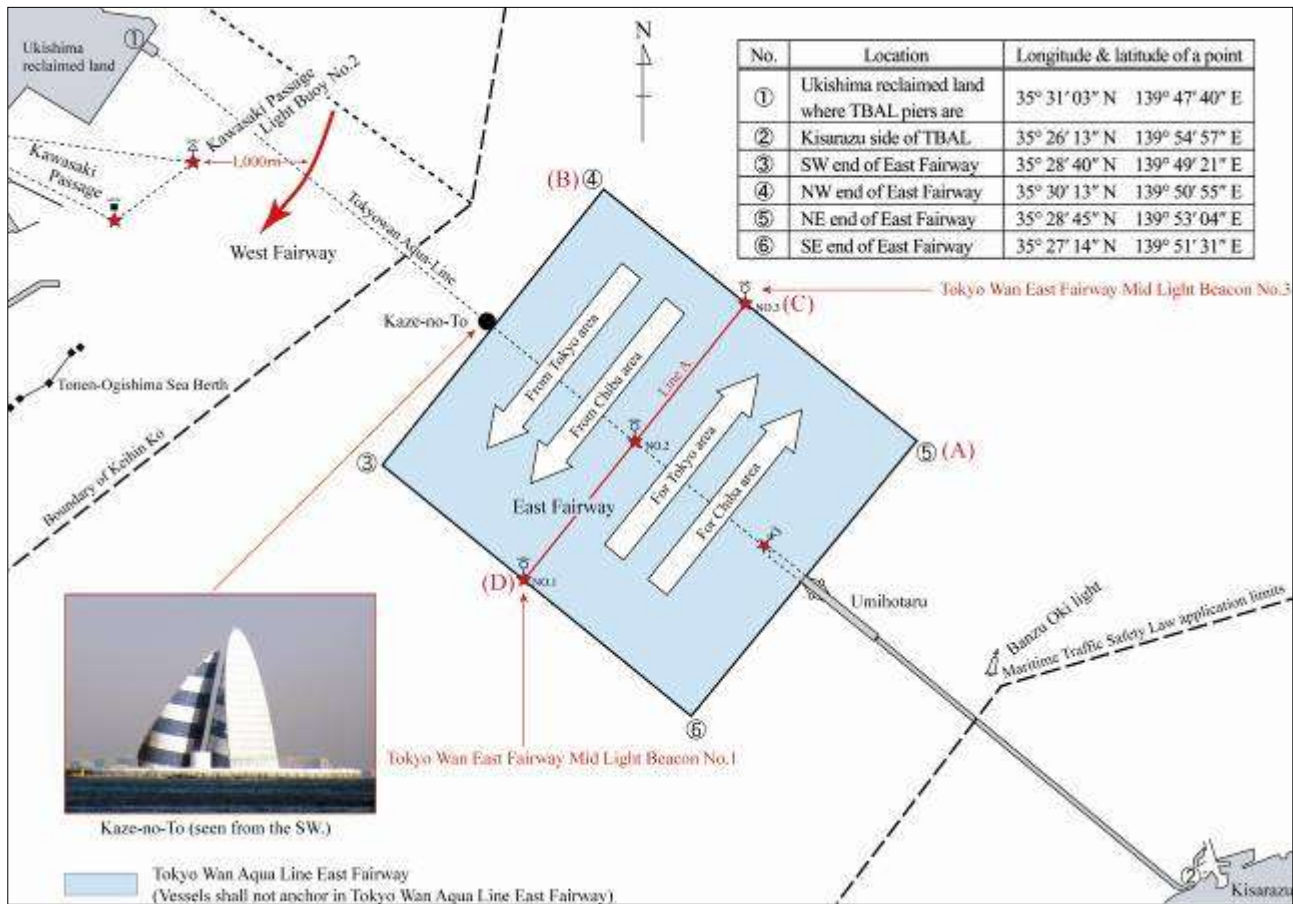 Ukishima
reclaimed land
①
Kawasaki Passage
Light Buoy No.2
1,000m
Kawasaki
Passage
West Fairway
Tokyowan Aqua-Line
N
No. Location Longitude & latitude of a point
① Ukishima reclaimed land
where TBAL piers are 35° 31′ 03″ N 139° 47′ 40″ E
② Kisarazu side of TBAL 35° 26′ 13″ N 139° 54′ 57″ E
③ SW end of East Fairway 35° 28′ 40″ N 139° 49′ 21″ E
④ NW end of East Fairway 35° 30′ 13″ N 139° 50′ 55″ E
⑤ NE end of East Fairway 35° 28′ 45″ N 139° 53′ 04″ E
⑥ SE end of East Fairway 35° 27′ 14″ N 139° 51′ 31″ E
(B) ④
Tokyo Wan East Fairway Mid Light Beacon No.3
NO.3 (C)
Kaze-no-To
From Tokyo area
From Chiba area
Line A
For Tokyo area
For Chiba area
NO.2
Tonen-Ogishima Sea Berth
Boundary of Keihin Ko
③
⑤ (A)
East Fairway
(D) NO.1
Umihotaru
Banzu Oki light
Maritime Traffic Safety Law application limits
⑥
Tokyo Wan East Fairway Mid Light Beacon No.1
Kaze-no-To (seen from the SW.)
Tokyo Wan Aqua Line East Fairway
(Vessels shall not anchor in Tokyo Wan Aqua Line East Fairway)
②
Kisarazu